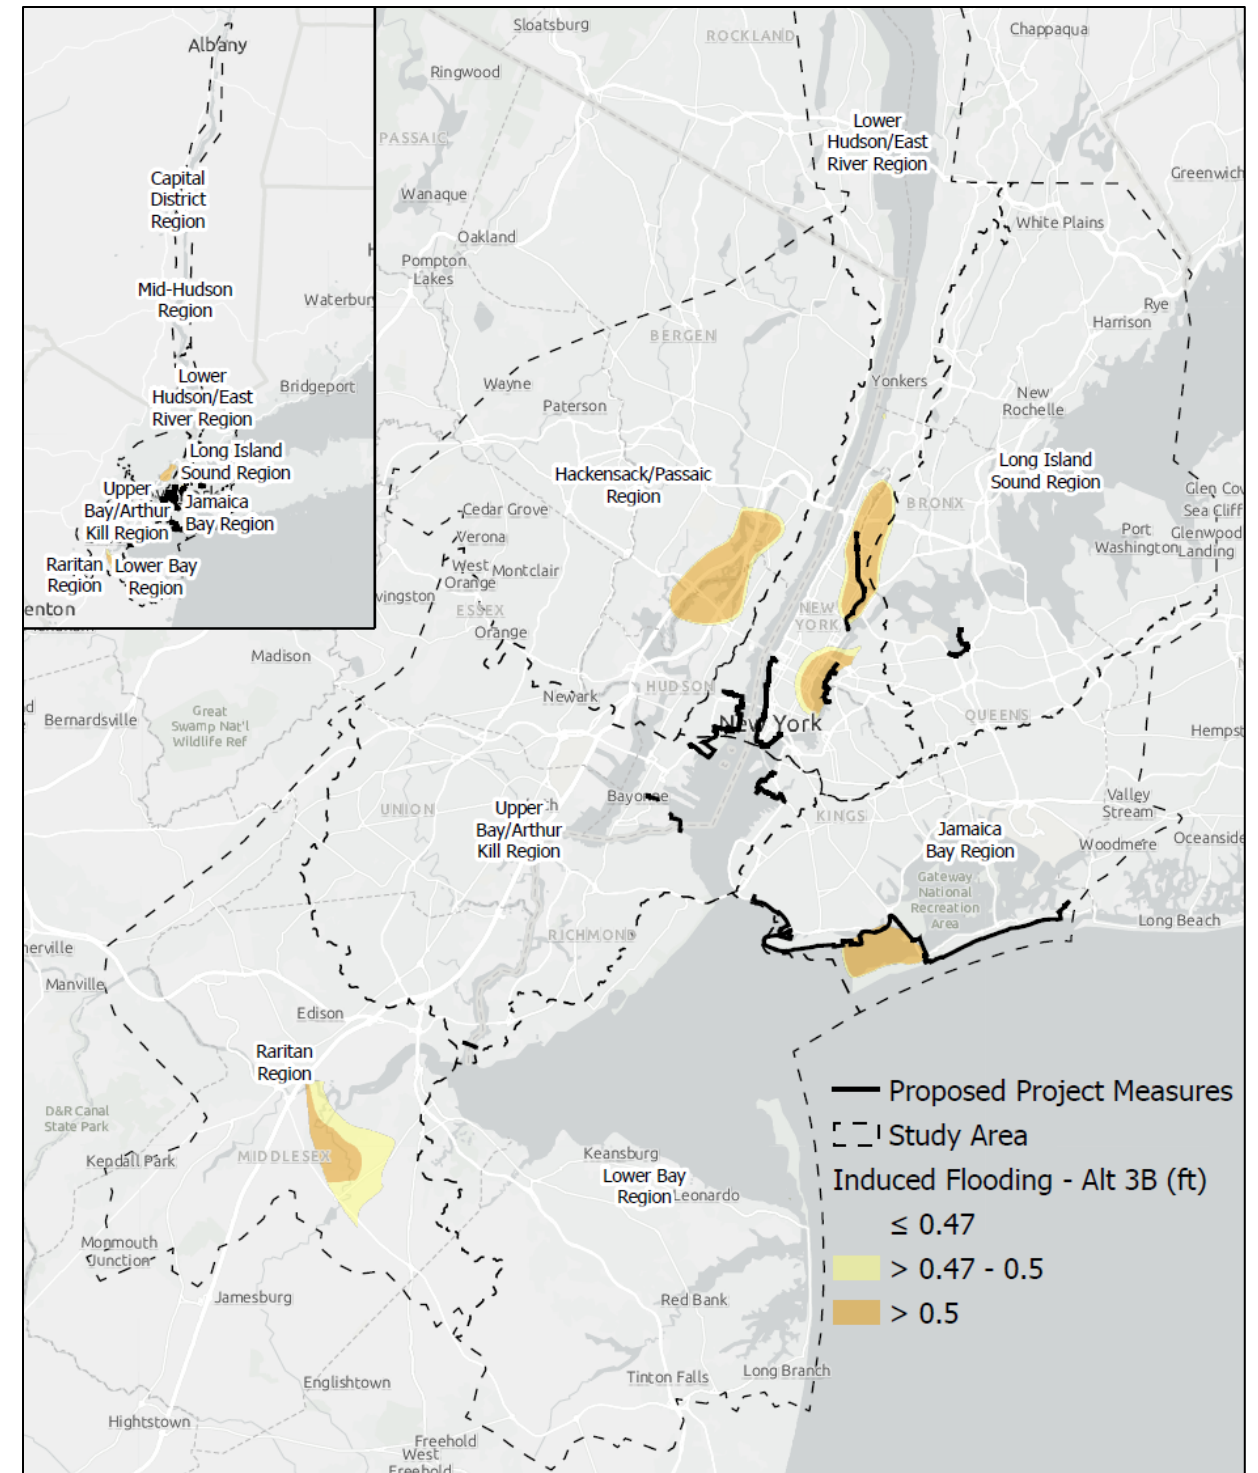 Albany
Capital
District
Region
Mid-Hudson
Region
Waterbury
Lower
Hudson/East
River Region
Bridgeport
Long Island
Sound Region
Upper
Bay/Arthur
Kill Region
Jamaica
Bay Region
Raritan
Region
Lower Bay
Region
enton
Sloatsburg
ROCKLAND
Chappaqua
Ringwood
PASSAIC
Lower
Hudson/East
River Region
Greenwich
Wanaque
White Plains
Oakland
Pompton
Lakes
Rye
Harrison
BERGEN
Yonkers
Wayne
New
Rochelle
Paterson
Hackensack/Passaic
Region
Long Island
Sound Region
Glen Cov
Sea Cliff
BRONX
Cedar Grove
Port
Washington
Glenwood
Landing
Verona
West
Orange
Montclair
vingston
ESSEX
NEW
YORK
Orange
Madison
Newark
HUDSON
Great
Swamp Nat'l
Wildlife Ref
Bernardsville
New York
QUEENS
Hempst
Bayonne
UNION
Upper
Bay/Arthur
Kill Region
KINGS
Valley
Stream
Jamaica
Bay Region
Woodmere
Oceanside
Gateway
National
Recreation
Area
Long Beach
RICHMOND
erville
Manville
Edison
Raritan
Region
D&R Canal
State Park
Kendall Park
MIDDLESEX
Keansburg
Lower Bay
Region
Leonardo
Monmouth
Junction
Jamesburg
Red Bank
Englishtown
Tinton Falls
Long Branch
Hightstown
Freehold
West
Freehold
Proposed Project Measures
Study Area
Induced Flooding - Alt 3B (ft)
≤ 0.47
> 0.47 - 0.5
> 0.5